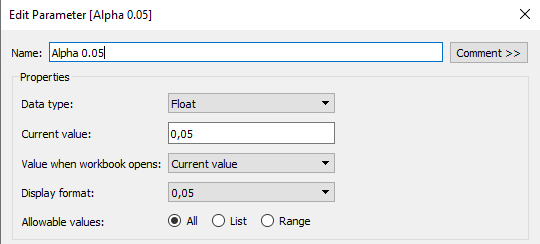 Edit Parameter [Alpha 0.05]
Name: Alpha 0.05 Comment >>
Properties
Data type: Float
Current value: 0,05
Value when workbook opens: Current value
Display format: 0,05
Allowable values: All List Range